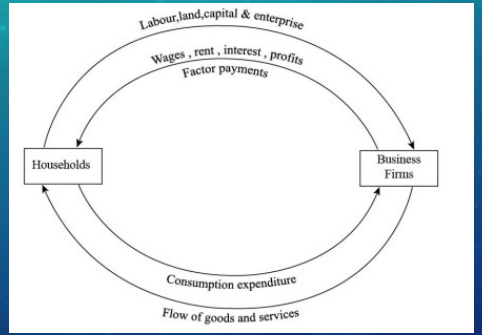 Labour,land,capital & enterprise
Wages , rent , interest , profits
Factor payments
Households
Business
Firms
Consumption expenditure
Flow of goods and services